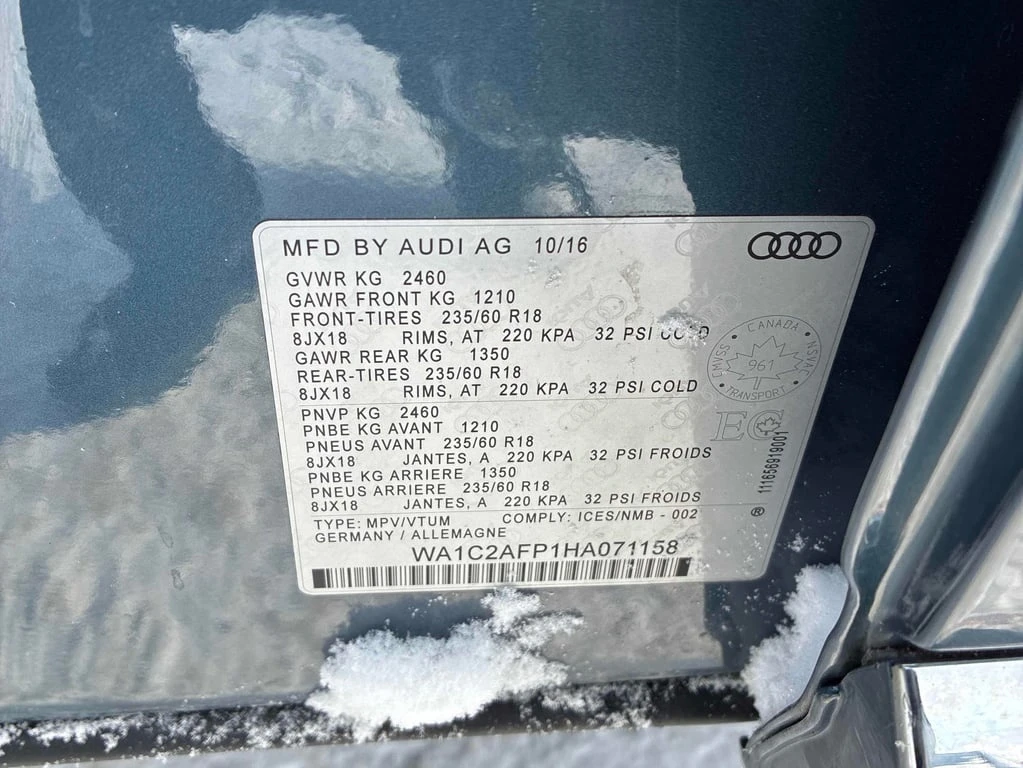 MFD BY AUDI AG 10/16
GVWR KG 2460
GAWR FRONT KG 1210
FRONT-TIRES 235/60 R18
8JX18 RIMS, AT 220 KPA 32 PSI COLD
GAWR REAR KG 1350
REAR-TIRES 235/60 R18
8JX18 RIMS, AT 220 KPA 32 PSI COLD
PNVP KG 2460
PNBE KG AVANT 1210
PNEUS AVANT 235/60 R18
8JX18 JANTES, A 220 KPA 32 PSI FROIDS
PNBE KG ARRIERE 1350
PNEUS ARRIERE 235/60 R18
8JX18 JANTES, A 220 KPA 32 PSI FROIDS
TYPE: MPV/VTUM COMPLY: ICES/NMB - 002
GERMANY / ALLEMAGNE
WA1C2AFP1HA071158
CANADA
CMVSS
NSVAC
961
TRANSPORT
EC
111656919001
®